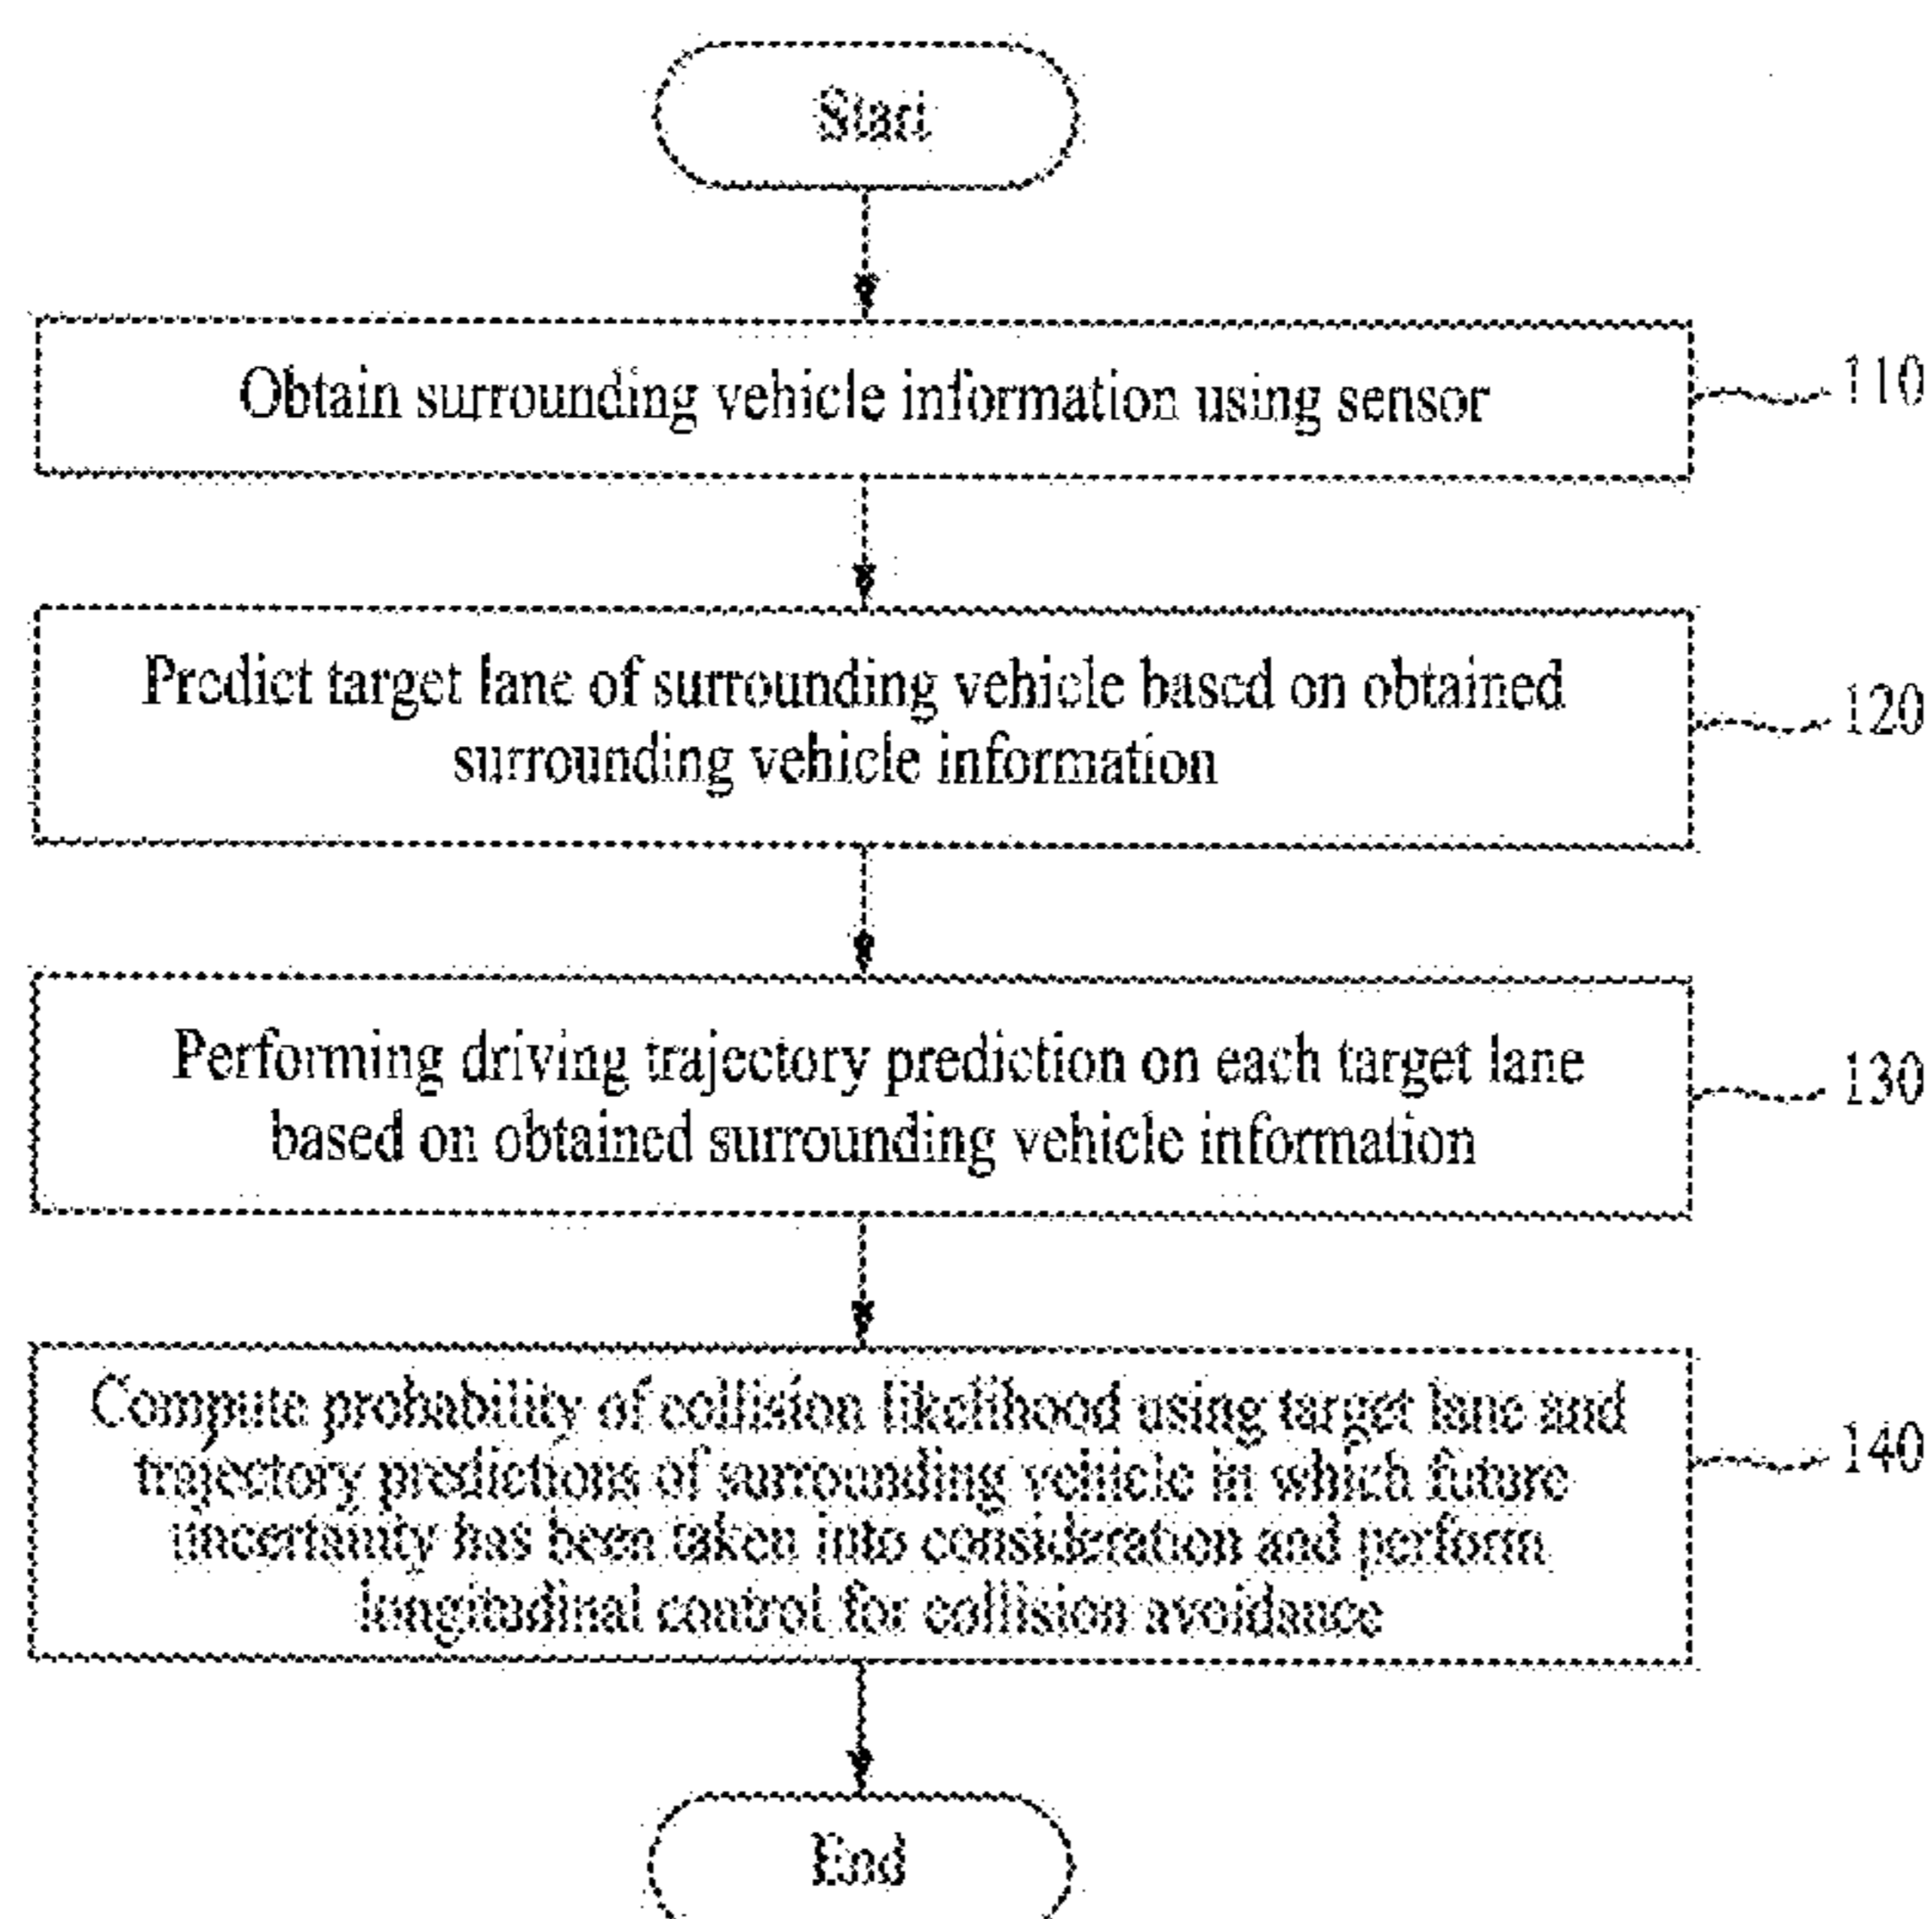 Start
Obtain surrounding vehicle information using sensor
110
Predict target lane of surrounding vehicle based on obtained
surrounding vehicle information
120
Performing driving trajectory prediction on each target lane
based on obtained surrounding vehicle information
130
Compute probability of collision likelihood using target lane and
trajectory predictions of surrounding vehicle in which future
uncertainty has been taken into consideration and perform
longitudinal control for collision avoidance
140
End